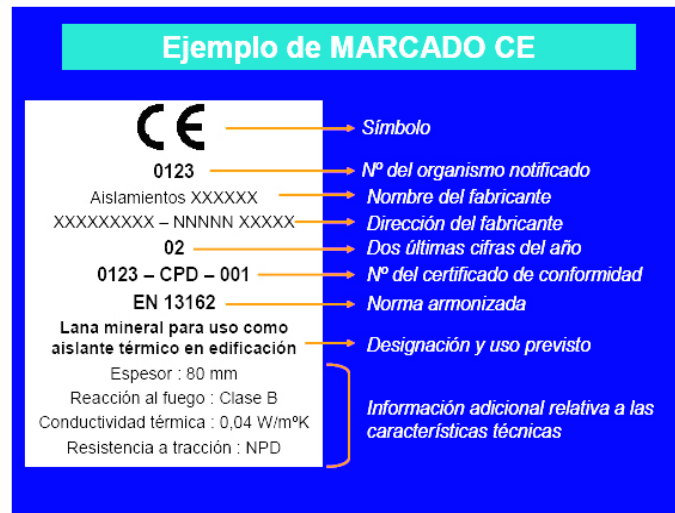 Ejemplo de MARCADO CE
CE
Símbolo
0123
Nº del organismo notificado
Aislamientos XXXXXX
Nombre del fabricante
XXXXXXXXX – NNNNN XXXXX
Dirección del fabricante
02
Dos últimas cifras del año
0123 – CPD – 001
Nº del certificado de conformidad
EN 13162
Norma armonizada
Lana mineral para uso como
aislante térmico en edificación
Designación y uso previsto
Espesor : 80 mm
Reacción al fuego : Clase B
Conductividad térmica : 0,04 W/mºK
Resistencia a tracción : NPD
Información adicional relativa a las
características técnicas